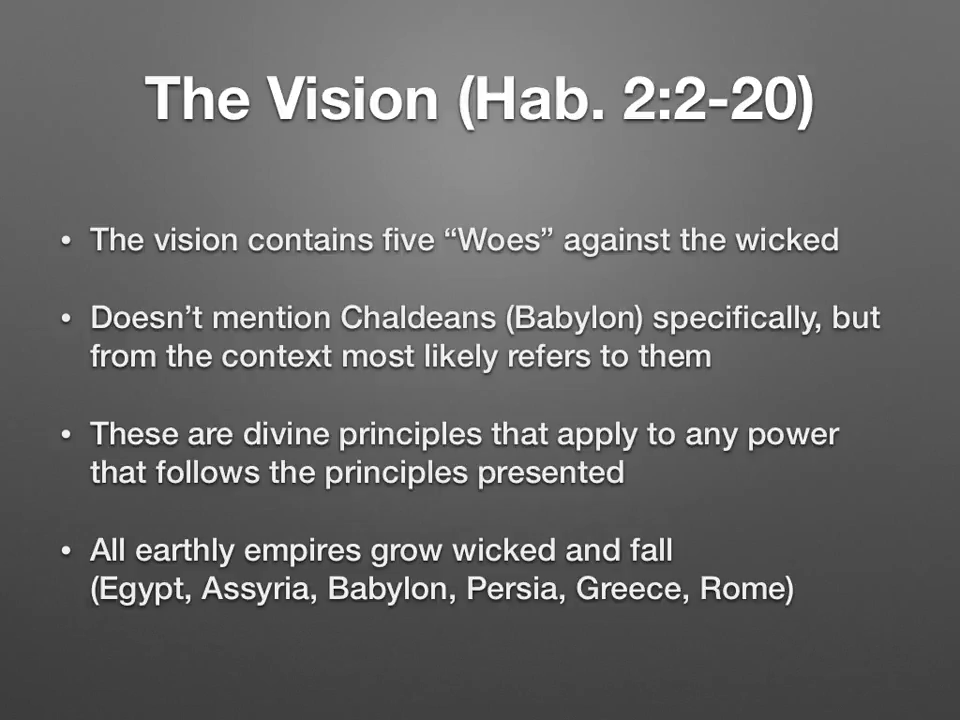 The Vision (Hab. 2:2-20)
• The vision contains five “Woes” against the wicked
• Doesn’t mention Chaldeans (Babylon) specifically, but
from the context most likely refers to them
• These are divine principles that apply to any power
that follows the principles presented
• All earthly empires grow wicked and fall
(Egypt, Assyria, Babylon, Persia, Greece, Rome)